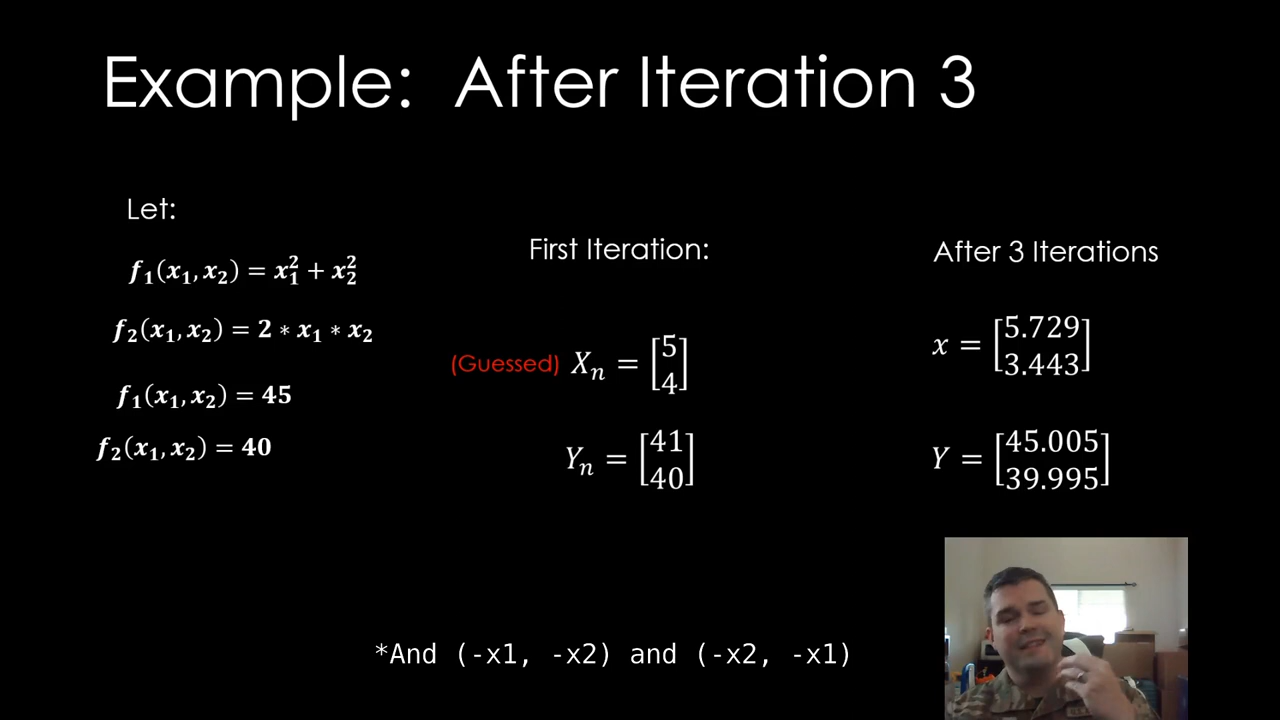 Example: After Iteration 3
Let:
f₁(x₁, x₂) = x₁² + x₂²
f₂(x₁, x₂) = 2 ∗ x₁ ∗ x₂
f₁(x₁, x₂) = 45
f₂(x₁, x₂) = 40
First Iteration:
(Guessed) Xₙ = [5
4]
Yₙ = [41
40]
After 3 Iterations
x = [5.729
3.443]
Y = [45.005
39.995]
*And (-x1, -x2) and (-x2, -x1)